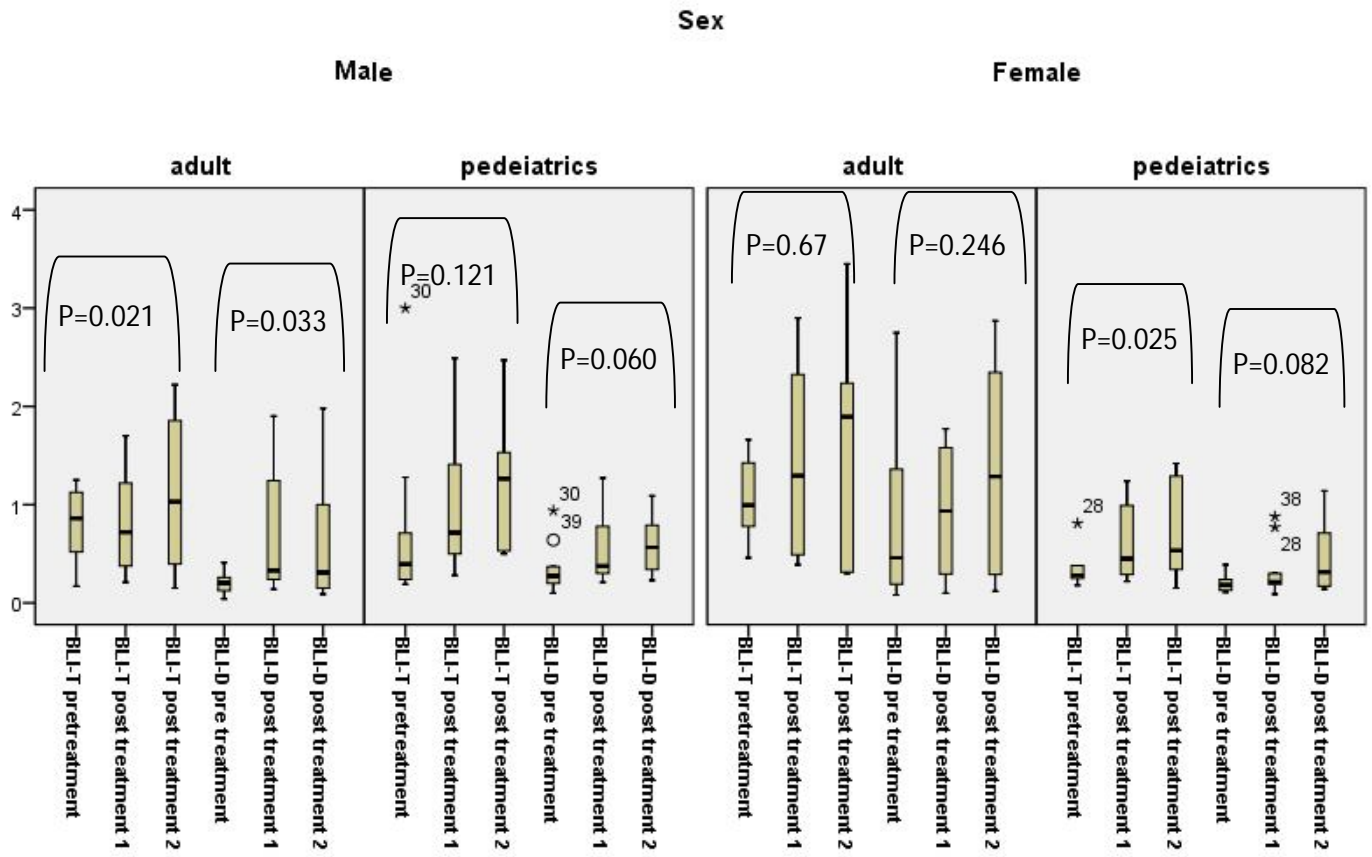 Sex
Male
Female
adult
pedeiatrics
adult
pedeiatrics
4
3
2
1
0
P=0.021
P=0.033
P=0.121
P=0.060
P=0.67
P=0.246
P=0.025
P=0.082
30
30
39
28
38
28
BLI-T pretreatment
BLI-T post treatment 1
BLI-T post treatment 2
BLI-D pre treatment
BLI-D post treatment 1
BLI-D post treatment 2
BLI-T pretreatment
BLI-T post treatment 1
BLI-T post treatment 2
BLI-D pre treatment
BLI-D post treatment 1
BLI-D post treatment 2
BLI-T pretreatment
BLI-T post treatment 1
BLI-T post treatment 2
BLI-D pre treatment
BLI-D post treatment 1
BLI-D post treatment 2
BLI-T pretreatment
BLI-T post treatment 1
BLI-T post treatment 2
BLI-D pre treatment
BLI-D post treatment 1
BLI-D post treatment 2